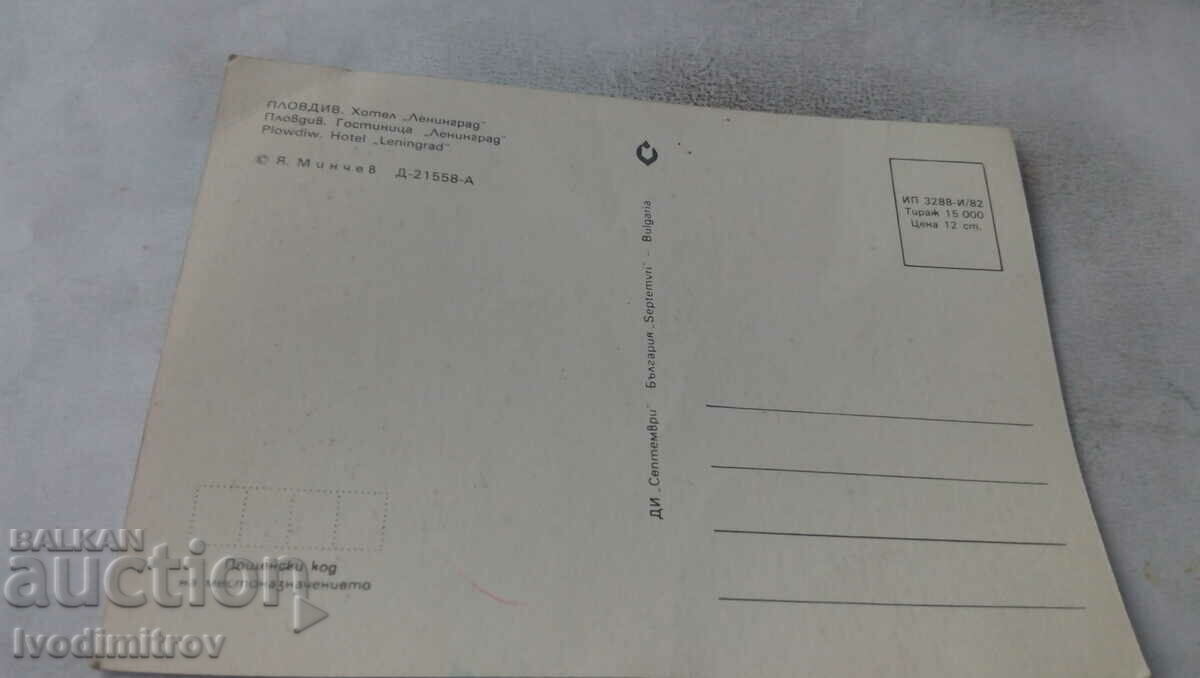 ПЛОВДИВ. Хотел „Ленинград"
Пловдив. Гостиница „Ленинград"
Plowdiw. Hotel „Leningrad"
© Я. Минчев Д-21558-А
ИП 3288-И/82
Тираж 15 000
Цена 12 ст.
ДИ „Септември" България „Septemvri" – Bulgaria
Пощенски код
на местоназначението
BALKAN
auction
Ivodimitrov